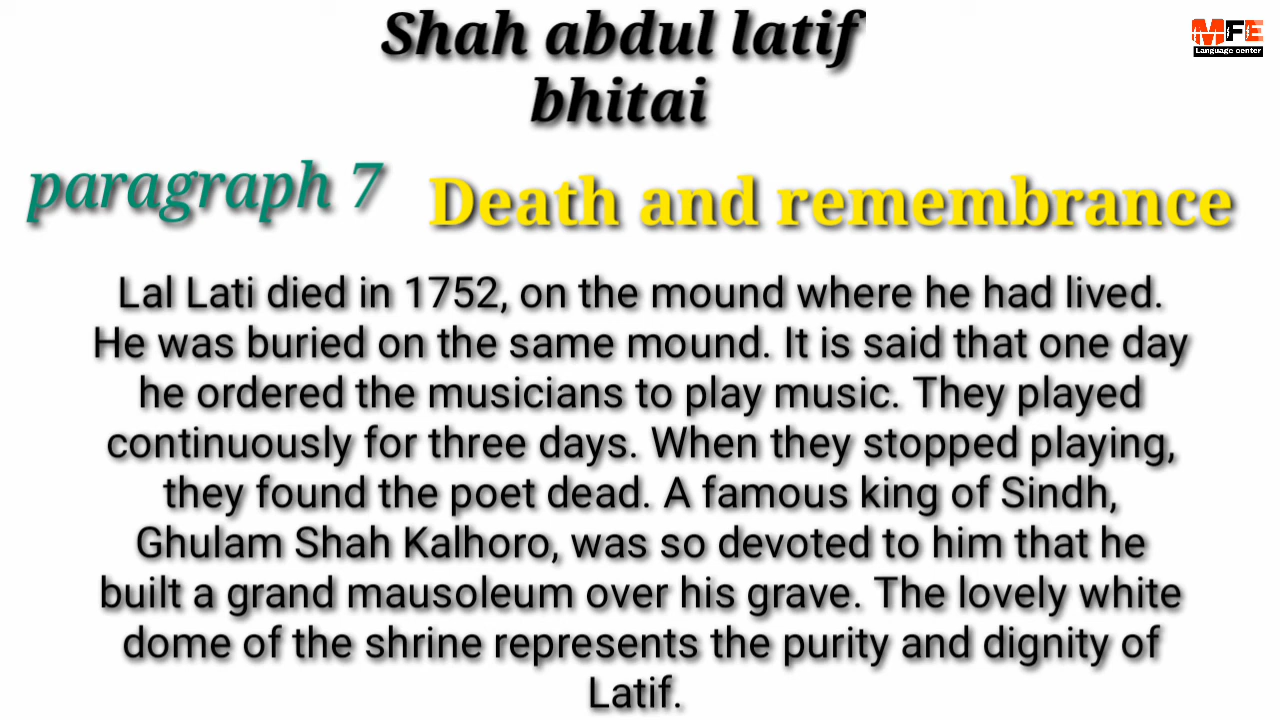 Shah abdul latif
bhitai
MFE
Language center
paragraph 7
Death and remembrance
Lal Lati died in 1752, on the mound where he had lived.
He was buried on the same mound. It is said that one day
he ordered the musicians to play music. They played
continuously for three days. When they stopped playing,
they found the poet dead. A famous king of Sindh,
Ghulam Shah Kalhoro, was so devoted to him that he
built a grand mausoleum over his grave. The lovely white
dome of the shrine represents the purity and dignity of
Latif.